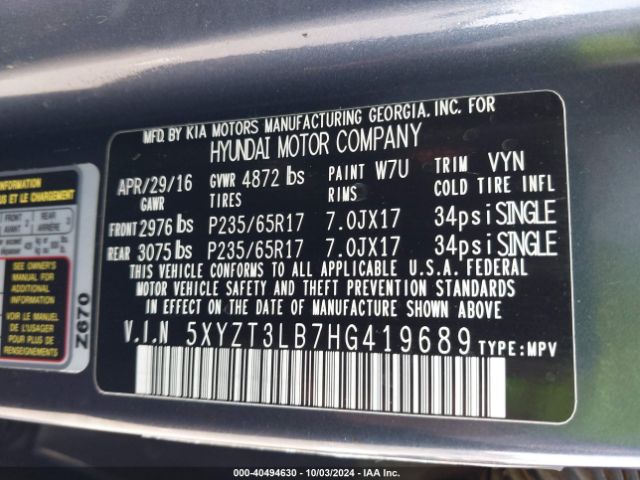 MFD. BY KIA MOTORS MANUFACTURING GEORGIA. INC. FOR
HYUNDAI MOTOR COMPANY
APR/29/16 GVWR 4872 lbs PAINT W7U TRIM VYN
GAWR TIRES RIMS COLD TIRE INFL
FRONT 2976 lbs P235/65R17 7.0JX17 34psi SINGLE
REAR 3075 lbs P235/65R17 7.0JX17 34psi SINGLE
THIS VEHICLE CONFORMS TO ALL APPLICABLE U.S.A. FEDERAL
MOTOR VEHICLE SAFETY AND THEFT PREVENTION STANDARDS
IN EFFECT ON THE DATE OF MANUFACTURE SHOWN ABOVE.
V.I.N 5XYZT3LB7HG419689 TYPE:MPV
INFORMATION
ET LE CHARGEMENT
SEE OWNER'S
MANUAL FOR
ADDITIONAL
INFORMATION
VOIR LE MANUEL
DE L'USAGER
POUR PLUS DE
RENSEIGNEMENTS
Z670
000-40494630 - 10/03/2024 - IAA Inc.